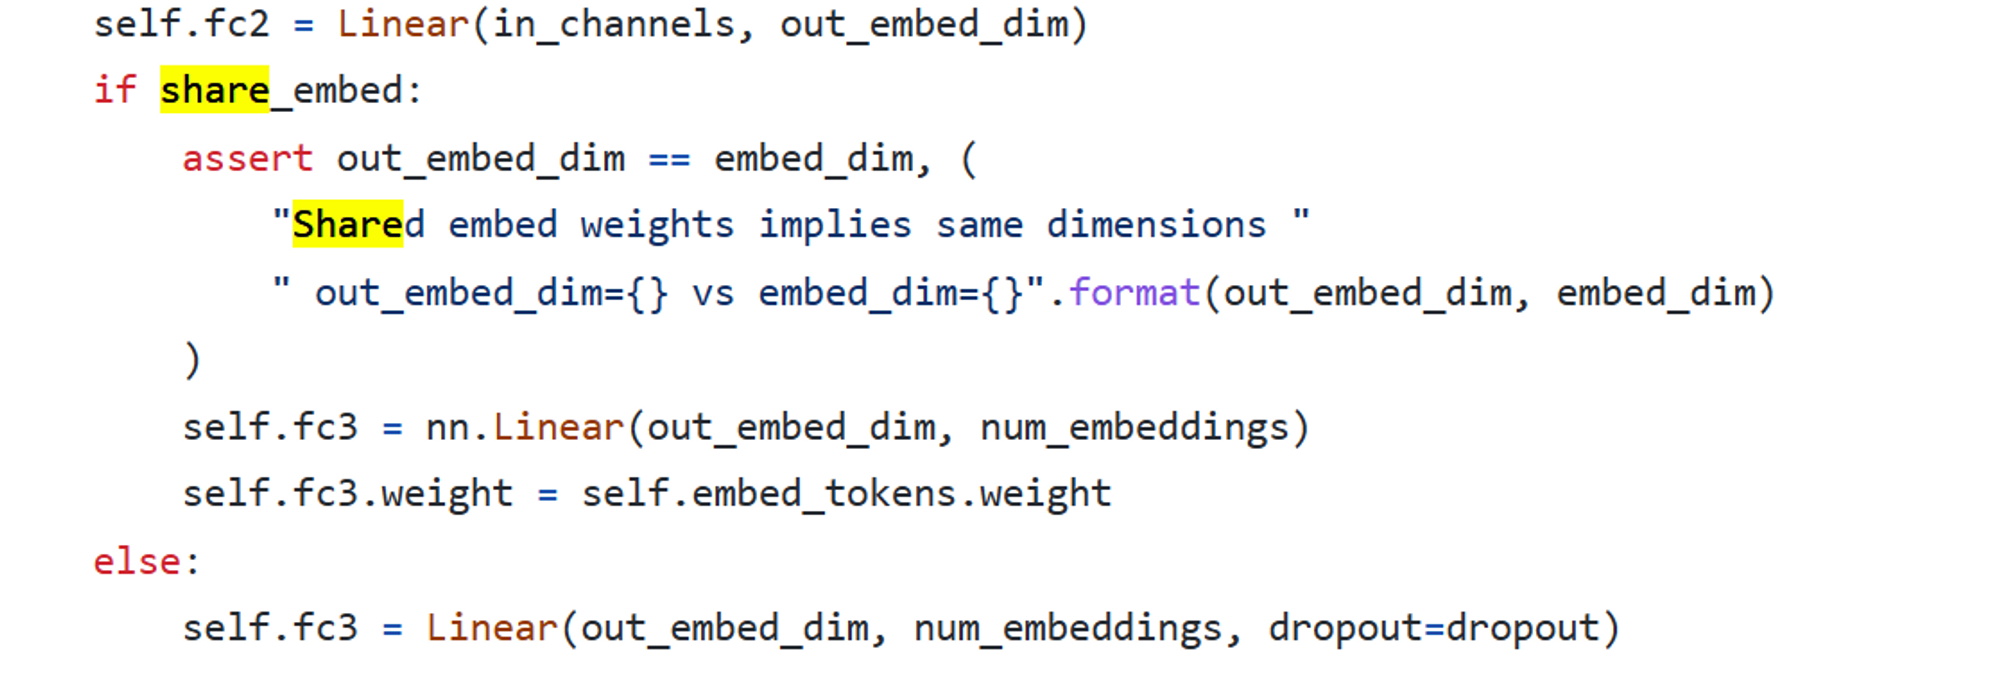 self.fc2 = Linear(in_channels, out_embed_dim)
if share_embed:
    assert out_embed_dim == embed_dim, (
        "Shared embed weights implies same dimensions "
        " out_embed_dim={} vs embed_dim={}".format(out_embed_dim, embed_dim)
    )
    self.fc3 = nn.Linear(out_embed_dim, num_embeddings)
    self.fc3.weight = self.embed_tokens.weight
else:
    self.fc3 = Linear(out_embed_dim, num_embeddings, dropout=dropout)